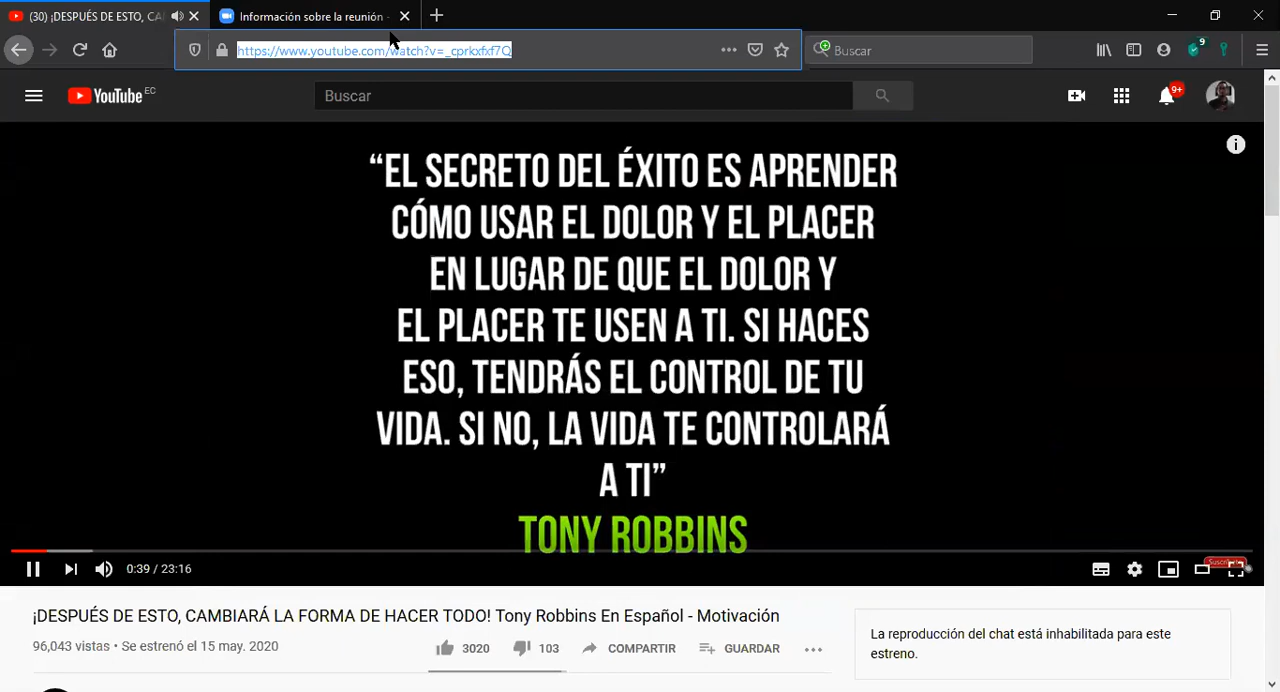 (30) ¡DESPUÉS DE ESTO, CA
Información sobre la reunión -
https://www.youtube.com/watch?v=_cprkxfxf7Q
Buscar
9
YouTube EC
Buscar
9+
“EL SECRETO DEL ÉXITO ES APRENDER
CÓMO USAR EL DOLOR Y EL PLACER
EN LUGAR DE QUE EL DOLOR Y
EL PLACER TE USEN A TI. SI HACES
ESO, TENDRÁS EL CONTROL DE TU
VIDA. SI NO, LA VIDA TE CONTROLARÁ
A TI”
TONY ROBBINS
0:39 / 23:16
¡DESPUÉS DE ESTO, CAMBIARÁ LA FORMA DE HACER TODO! Tony Robbins En Español - Motivación
96,043 vistas • Se estrenó el 15 may. 2020
3020
103
COMPARTIR
GUARDAR
La reproducción del chat está inhabilitada para este
estreno.